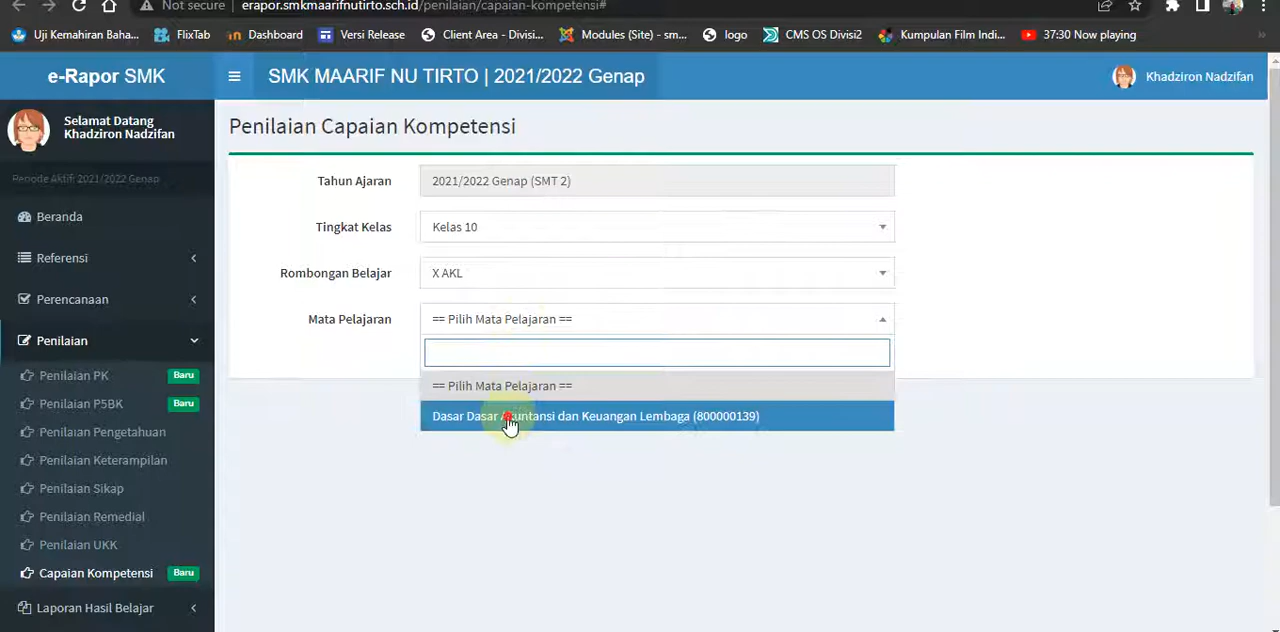 Not secure erapor.smkmaarifnutirto.sch.id/penilaian/capaian-kompetensi#
Uji Kemahiran Baha... FlixTab Dashboard Versi Release Client Area - Divisi... Modules (Site) - sm... logo CMS OS Divisi2 Kumpulan Film Indi... 37:30 Now playing »
e-Rapor SMK SMK MAARIF NU TIRTO | 2021/2022 Genap Khadziron Nadzifan
Selamat Datang
Khadziron Nadzifan
Periode Aktif: 2021/2022 Genap
Beranda
Referensi
Perencanaan
Penilaian
Penilaian PK Baru
Penilaian P5BK Baru
Penilaian Pengetahuan
Penilaian Keterampilan
Penilaian Sikap
Penilaian Remedial
Penilaian UKK
Capaian Kompetensi Baru
Laporan Hasil Belajar
Penilaian Capaian Kompetensi
Tahun Ajaran 2021/2022 Genap (SMT 2)
Tingkat Kelas Kelas 10
Rombongan Belajar X AKL
Mata Pelajaran == Pilih Mata Pelajaran ==
== Pilih Mata Pelajaran ==
Dasar Dasar Akuntansi dan Keuangan Lembaga (800000139)